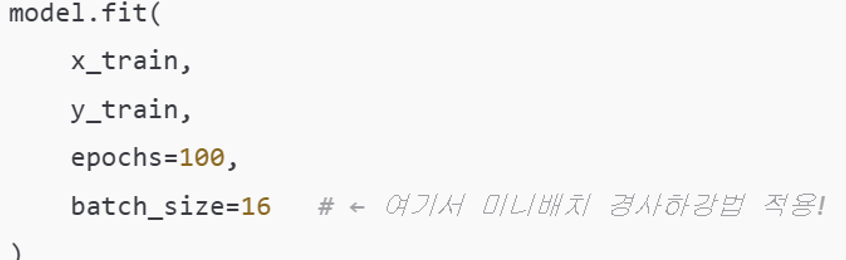 model.fit(
    x_train,
    y_train,
    epochs=100,
    batch_size=16   # ← 여기서 미니배치 경사하강법 적용!
)